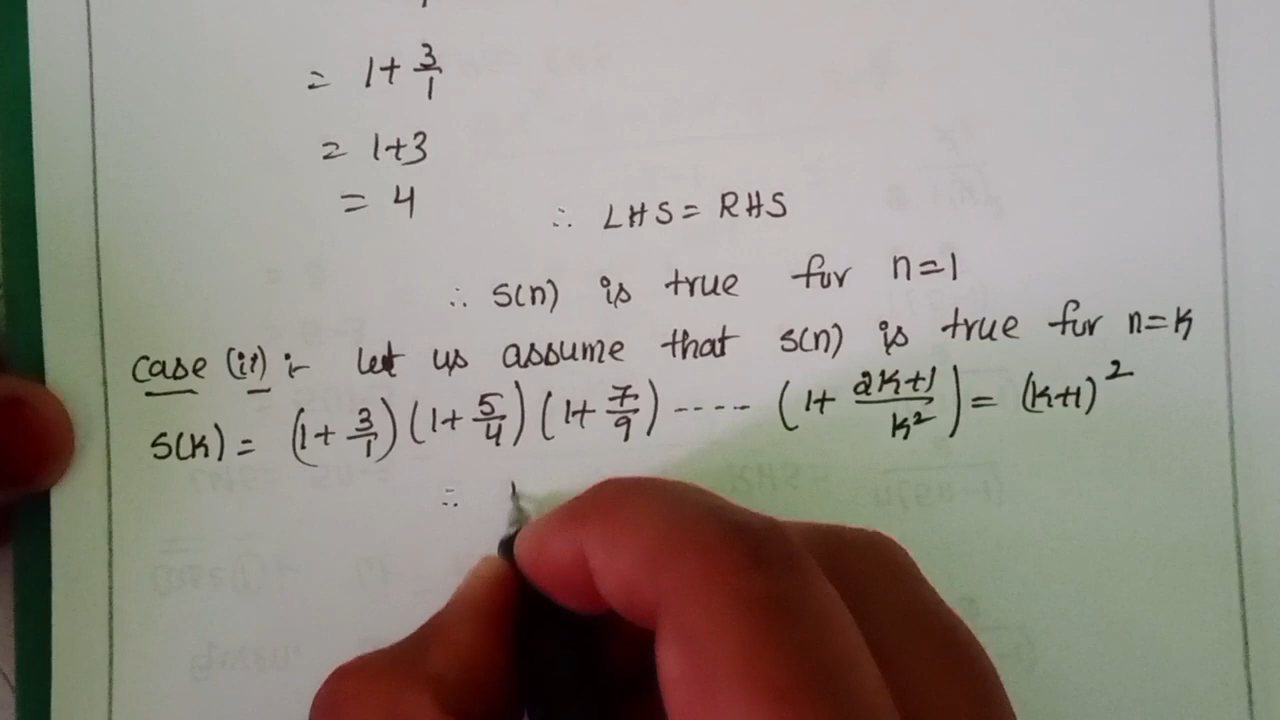 = 1 + 3/1
= 1+3
= 4
∴ LHS = RHS
∴ S(n) is true for n=1
case (ii) :- let us assume that S(n) is true for n=k
S(k) = (1 + 3/1) (1 + 5/4) (1 + 7/9) ----- (1 + 2k+1/k²) = (k+1)²
∴